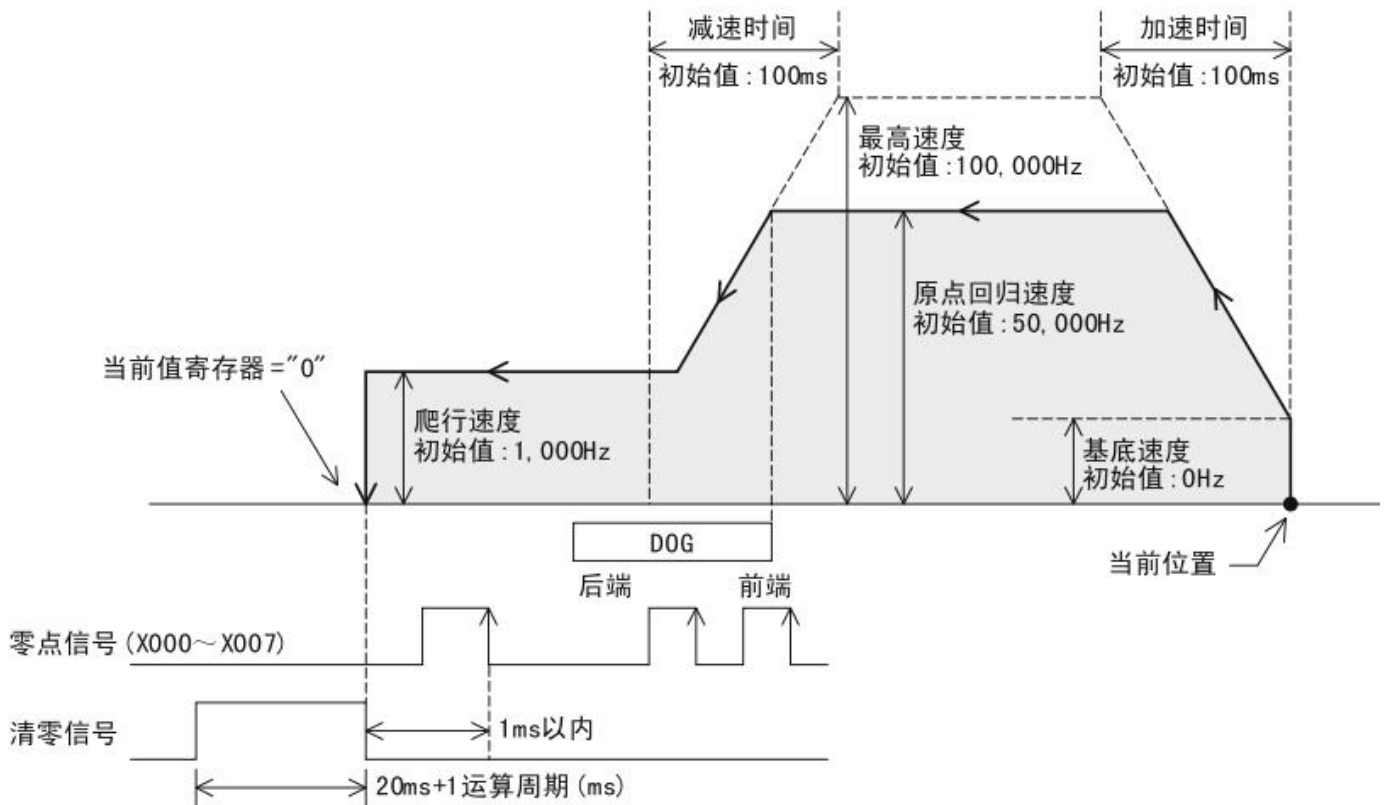 减速时间
初始值:100ms
加速时间
初始值:100ms
最高速度
初始值:100,000Hz
原点回归速度
初始值:50,000Hz
当前值寄存器="0"
爬行速度
初始值:1,000Hz
基底速度
初始值:0Hz
DOG
当前位置
后端
前端
零点信号(X000～X007)
清零信号
1ms以内
20ms+1运算周期(ms)